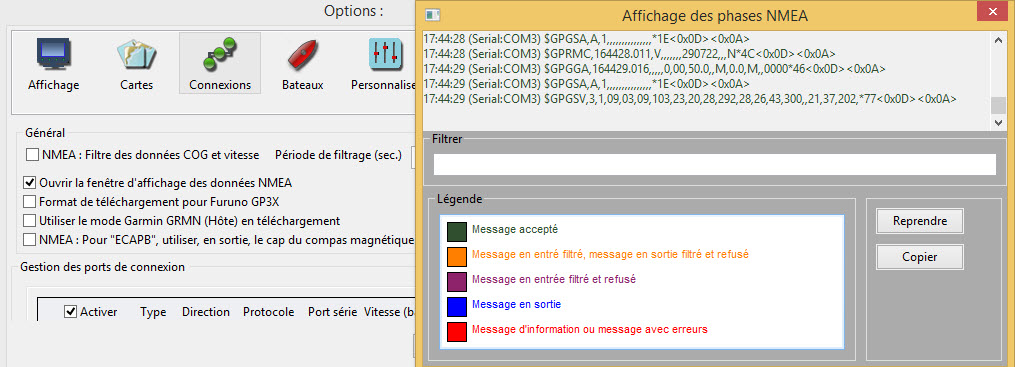 Options :
Affichage
Cartes
Connexions
Bateaux
Personnalise
Général
NMEA : Filtre des données COG et vitesse Période de filtrage (sec.)
Ouvrir la fenêtre d'affichage des données NMEA
Format de téléchargement pour Furuno GP3X
Utiliser le mode Garmin GRMN (Hôte) en téléchargement
NMEA : Pour "ECAPB", utiliser, en sortie, le cap du compas magnétique
Gestion des ports de connexion
Activer Type Direction Protocole Port série Vitesse (ba
Affichage des phases NMEA
17:44:28 (Serial:COM3) $GPGSA,A,1,,,,,,,,,,,,,,,*1E<0x0D><0x0A>
17:44:28 (Serial:COM3) $GPRMC,164428.011,V,,,,,,,290722,,,N*4C<0x0D><0x0A>
17:44:29 (Serial:COM3) $GPGGA,164429.016,,,,,0,00,50.0,,M,0.0,M,,0000*46<0x0D><0x0A>
17:44:29 (Serial:COM3) $GPGSA,A,1,,,,,,,,,,,,,,,*1E<0x0D><0x0A>
17:44:29 (Serial:COM3) $GPGSV,3,1,09,03,09,103,23,20,28,292,28,26,43,300,,21,37,202,*77<0x0D><0x0A>
Filtrer
Légende
Message accepté
Message en entré filtré, message en sortie filtré et refusé
Message en entrée filtré et refusé
Message en sortie
Message d'information ou message avec erreurs
Reprendre
Copier